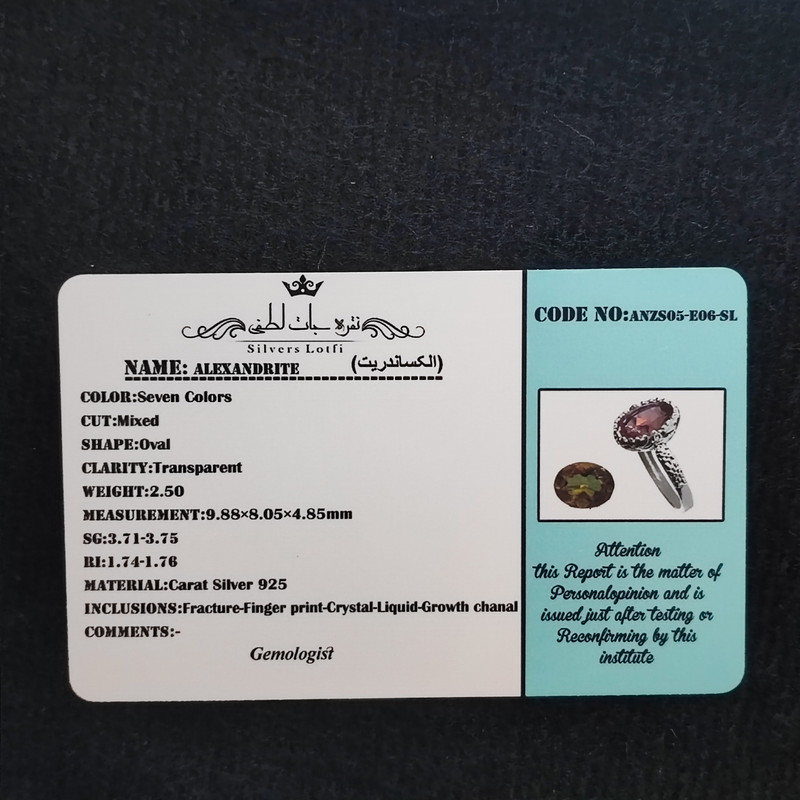 نقره جات لطفی
Silvers Lotfi
NAME: ALEXANDRITE (الکساندریت)
COLOR:Seven Colors
CUT:Mixed
SHAPE:Oval
CLARITY:Transparent
WEIGHT:2.50
MEASUREMENT:9.88×8.05×4.85mm
SG:3.71-3.75
RI:1.74-1.76
MATERIAL:Carat Silver 925
INCLUSIONS:Fracture-Finger print-Crystal-Liquid-Growth chanal
COMMENTS:-
Gemologist
CODE NO:ANZS05-E06-SL
Attention
this Report is the matter of
Personalopinion and is
issued just after testing or
Reconfirming by this
institute